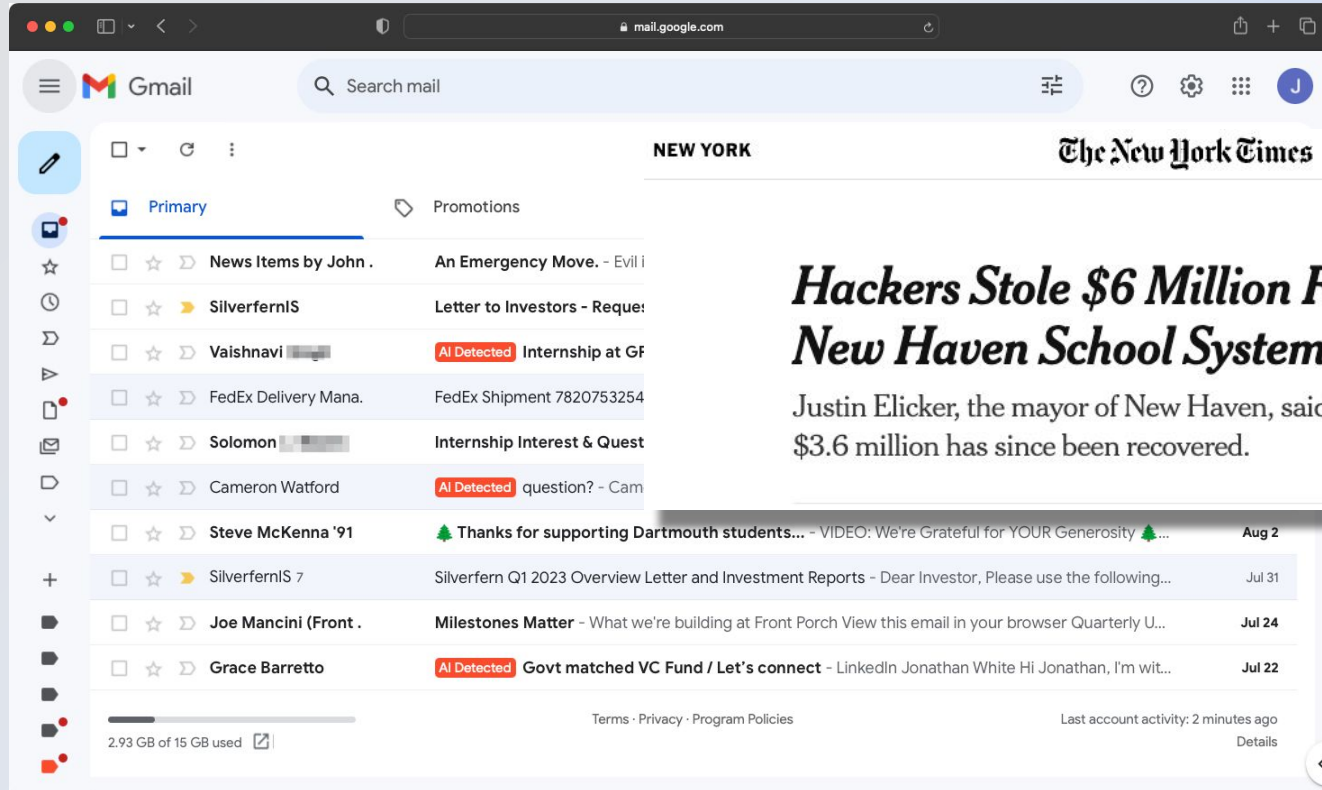 mail.google.com
Gmail
Search mail
J
NEW YORK
The New York Times
Primary
Promotions
Hackers Stole $6 Million
New Haven School System
Justin Elicker, the mayor of New Haven, said
$3.6 million has since been recovered.
News Items by John . An Emergency Move. - Evil
SilverfernIS Letter to Investors - Reques
Vaishnavi AI Detected Internship at GF
FedEx Delivery Mana. FedEx Shipment 7820753254
Solomon Internship Interest & Quest
Cameron Watford AI Detected question? - Cam
Steve McKenna '91 🌲 Thanks for supporting Dartmouth students... - VIDEO: We're Grateful for YOUR Generosity 🌲... Aug 2
SilverfernIS 7 Silverfern Q1 2023 Overview Letter and Investment Reports - Dear Investor, Please use the following... Jul 31
Joe Mancini (Front . Milestones Matter - What we're building at Front Porch View this email in your browser Quarterly U... Jul 24
Grace Barretto AI Detected Govt matched VC Fund / Let's connect - LinkedIn Jonathan White Hi Jonathan, I'm wit... Jul 22
2.93 GB of 15 GB used
Terms · Privacy · Program Policies
Last account activity: 2 minutes ago
Details